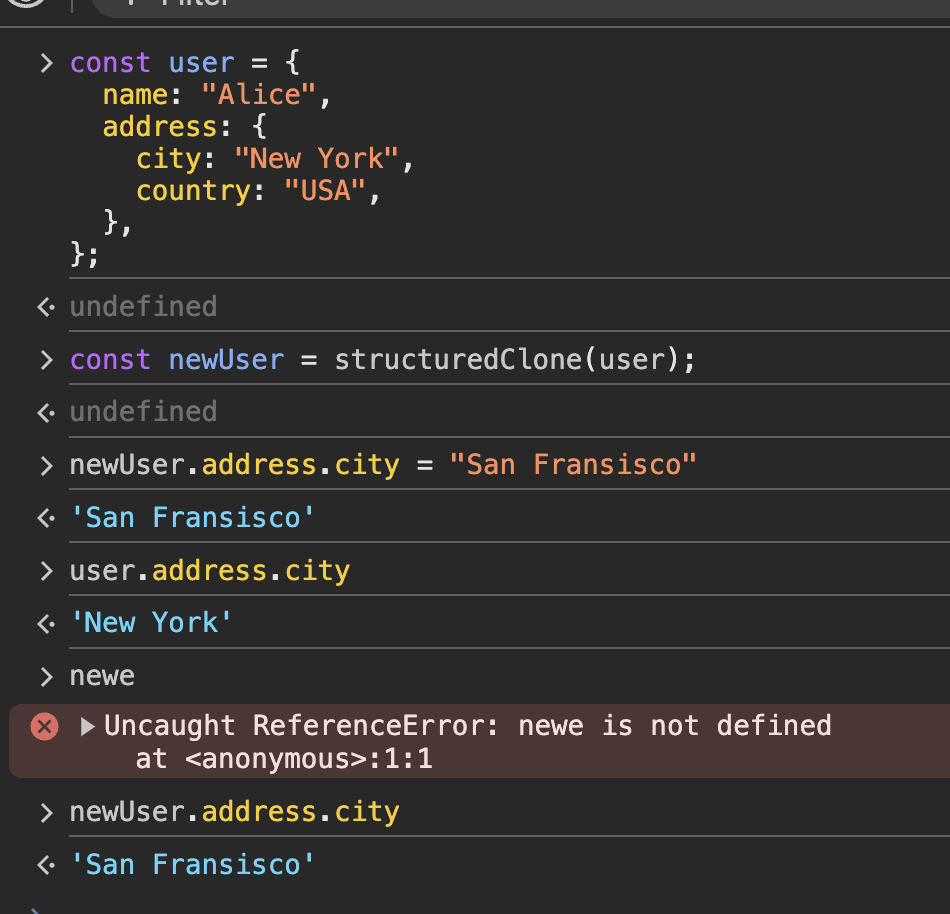 Filter
const user = {
  name: "Alice",
  address: {
    city: "New York",
    country: "USA",
  },
};
undefined
const newUser = structuredClone(user);
undefined
newUser.address.city = "San Fransisco"
'San Fransisco'
user.address.city
'New York'
newe
Uncaught ReferenceError: newe is not defined
    at <anonymous>:1:1
newUser.address.city
'San Fransisco'